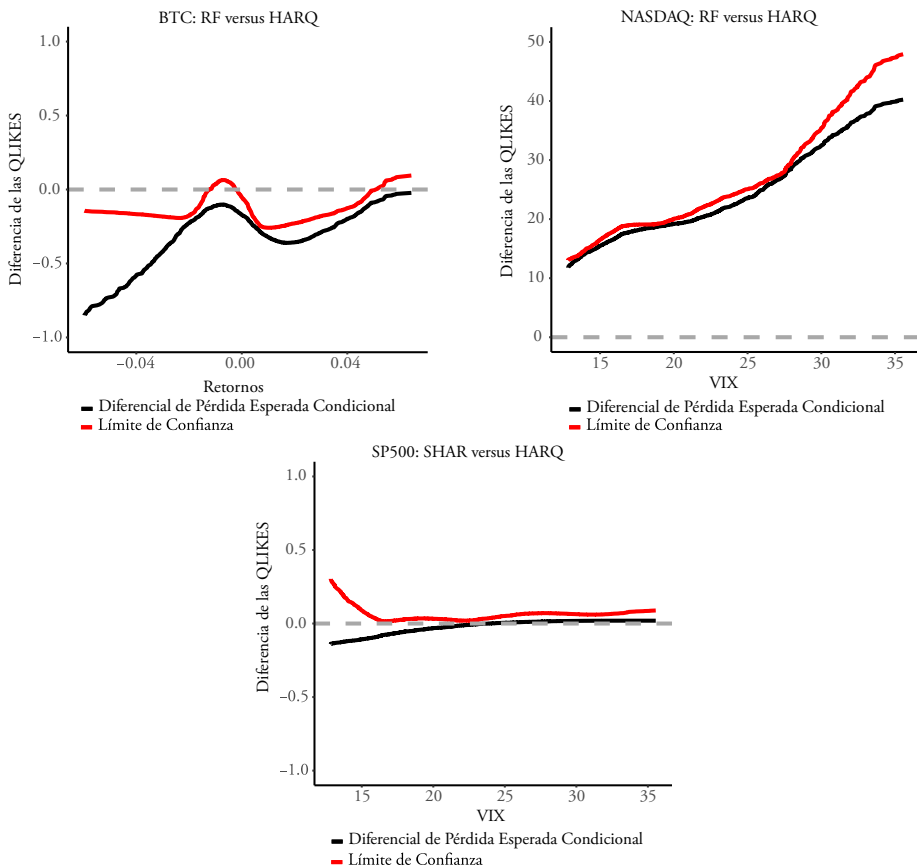 BTC: RF versus HARQ
Diferencia de las QLIKES
1.0
0.5
0.0
−0.5
−1.0
−0.04
0.00
0.04
Retornos
Diferencial de Pérdida Esperada Condicional
Límite de Confianza
NASDAQ: RF versus HARQ
Diferencia de las QLIKES
50
40
30
20
10
0
15
20
25
30
35
VIX
Diferencial de Pérdida Esperada Condicional
Límite de Confianza
SP500: SHAR versus HARQ
Diferencia de las QLIKES
1.0
0.5
0.0
−0.5
−1.0
15
20
25
30
35
VIX
Diferencial de Pérdida Esperada Condicional
Límite de Confianza